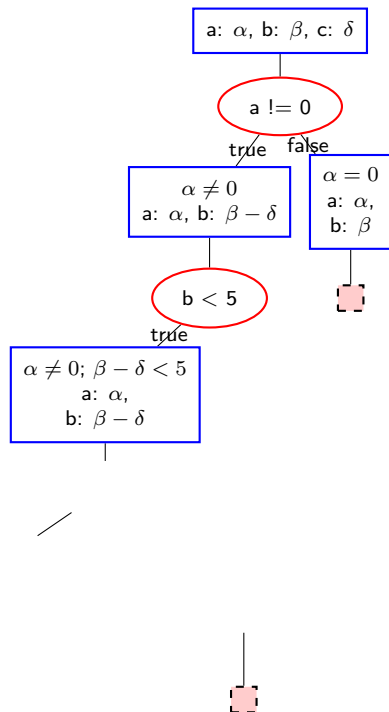 a: α, b: β, c: δ
a != 0
true
false
α ≠ 0
a: α, b: β − δ
α = 0
a: α,
b: β
b < 5
true
α ≠ 0; β − δ < 5
a: α,
b: β − δ